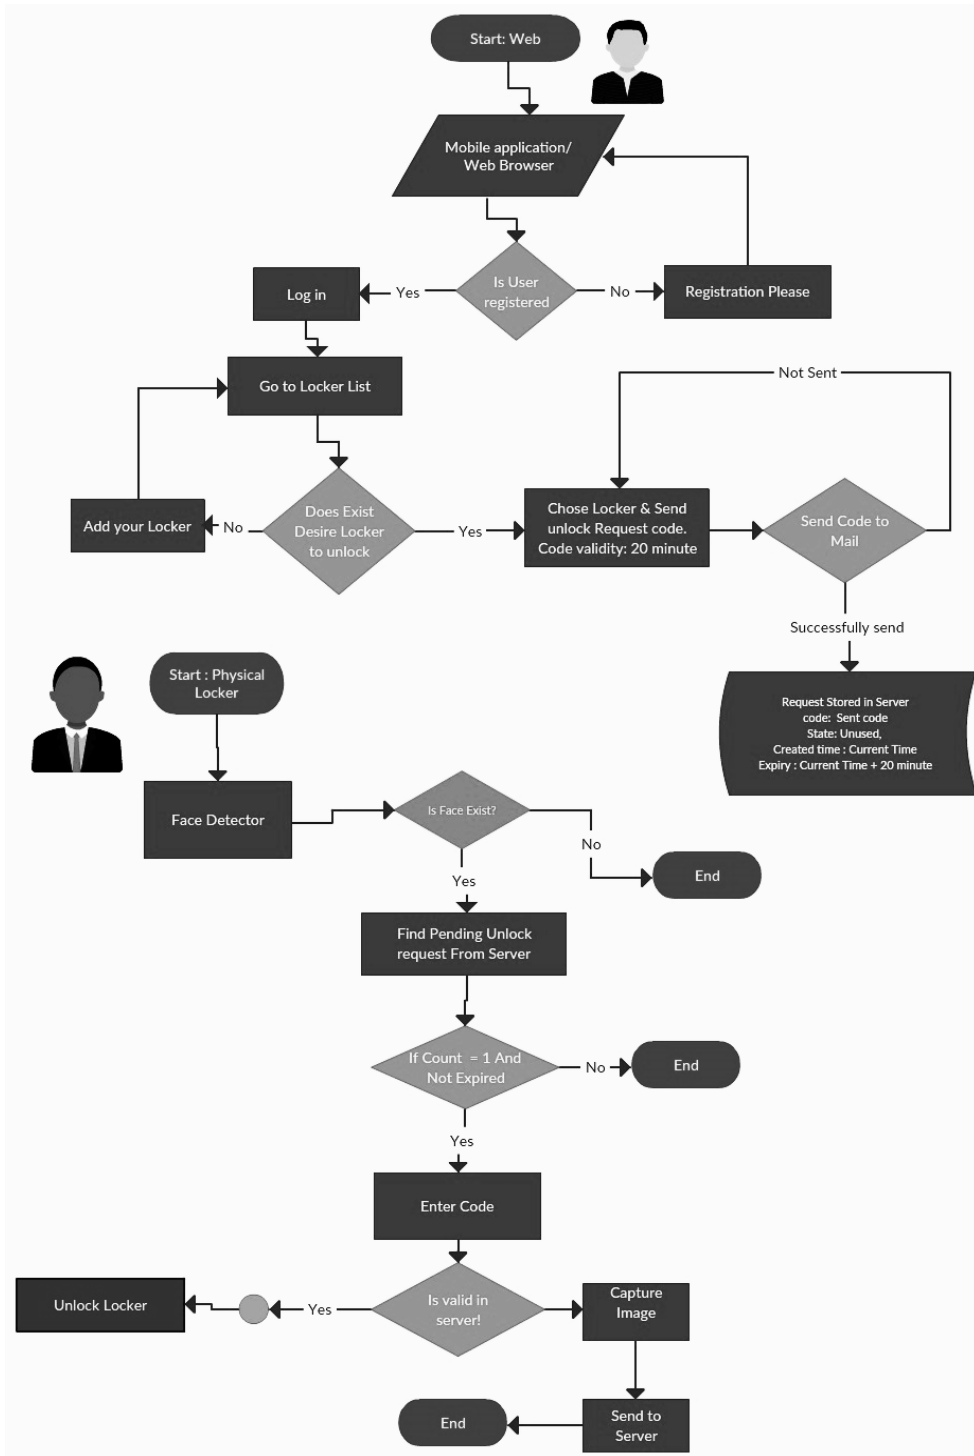 Start: Web
Mobile application/
Web Browser
Is User
registered
Yes
No
Log in
Registration Please
Go to Locker List
Not Sent
Does Exist
Desire Locker
to unlock
No
Add your Locker
Yes
Chose Locker & Send
unlock Request code.
Code validity: 20 minute
Send Code to
Mail
Successfully send
Request Stored in Server
code: Sent code
State: Unused,
Created time : Current Time
Expiry : Current Time + 20 minute
Start : Physical
Locker
Face Detector
Is Face Exist?
No
End
Yes
Find Pending Unlock
request From Server
If Count = 1 And
Not Expired
No
End
Yes
Enter Code
Is valid in
server!
Yes
Unlock Locker
Capture
Image
Send to
Server
End